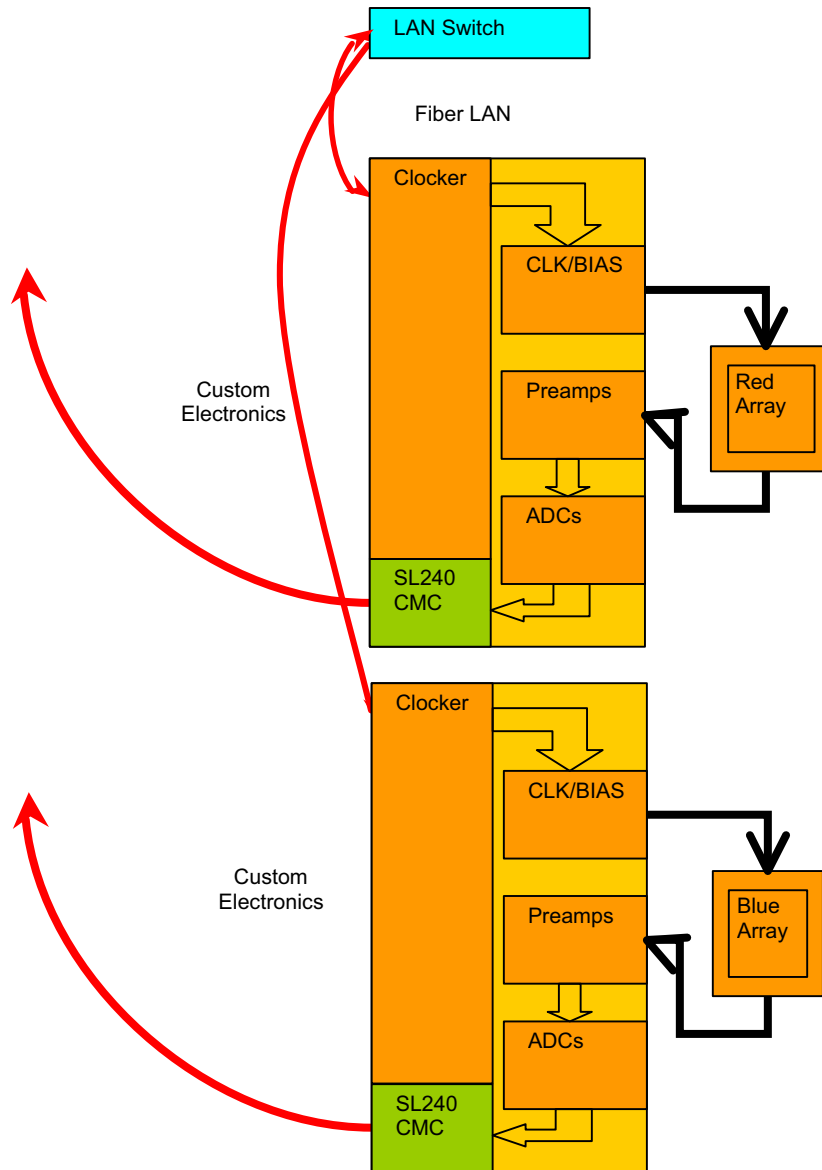 LAN Switch
Fiber LAN
Clocker
CLK/BIAS
Custom
Electronics
Preamps
Red
Array
ADCs
SL240
CMC
Clocker
CLK/BIAS
Custom
Electronics
Preamps
Blue
Array
ADCs
SL240
CMC